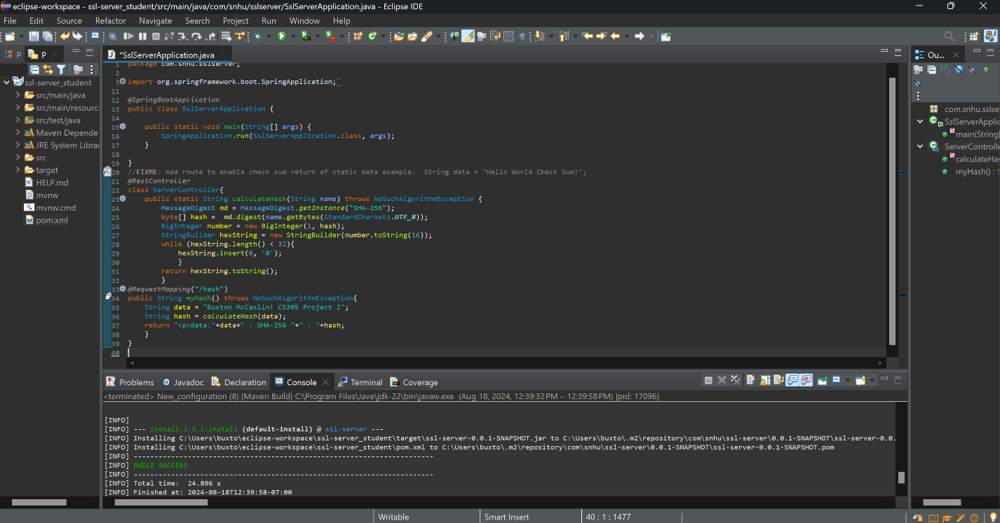 eclipse-workspace - ssl-server_student/src/main/java/com/snhu/sslserver/SslServerApplication.java - Eclipse IDE
File Edit Source Refactor Navigate Search Project Run Window Help
P P *SslServerApplication.java Ou...
ssl-server_student
src/main/java
src/main/resourc
src/test/java
Maven Depende
JRE System Librar
src
target
HELP.md
mvnw
mvnw.cmd
pom.xml
1 package com.snhu.sslserver;
2
3 import org.springframework.boot.SpringApplication;
11
12 @SpringBootApplication
13 public class SslServerApplication {
14
15 public static void main(String[] args) {
16 SpringApplication.run(SslServerApplication.class, args);
17 }
18
19 }
20 //FIXME: Add route to enable check sum return of static data example:  String data = "Hello World Check Sum!";
21 @RestController
22 class ServerController{
23 public static String calculateHash(String name) throws NoSuchAlgorithmException {
24 MessageDigest md = MessageDigest.getInstance("SHA-256");
25 byte[] hash =  md.digest(name.getBytes(StandardCharsets.UTF_8));
26 BigInteger number = new BigInteger(1, hash);
27 StringBuilder hexString = new StringBuilder(number.toString(16));
28 while (hexString.length() < 32){
29 hexString.insert(0, '0');
30 }
31 return hexString.toString();
32 }
33 @RequestMapping("/hash")
34 public String myHash() throws NoSuchAlgorithmException{
35 String data = "Buxton McCaslin! CS305 Project 2";
36 String hash = calculateHash(data);
37 return "<p>data:"+data+" : SHA-256 "+" : "+hash;
38 }
39 }
40
com.snhu.sslse
SslServerApplic
main(String[
ServerControlle
calculateHas
myHash() : S
Problems Javadoc Declaration Console Terminal Coverage
<terminated> New_configuration (8) [Maven Build] C:\Program Files\Java\jdk-22\bin\javaw.exe (Aug 18, 2024, 12:39:32 PM – 12:39:58 PM) [pid: 17096]
[INFO]
[INFO] --- install:2.5.2:install (default-install) @ ssl-server ---
[INFO] Installing C:\Users\buxto\eclipse-workspace\ssl-server_student\target\ssl-server-0.0.1-SNAPSHOT.jar to C:\Users\buxto\.m2\repository\com\snhu\ssl-server\0.0.1-SNAPSHOT\ssl-server-0.0.
[INFO] Installing C:\Users\buxto\eclipse-workspace\ssl-server_student\pom.xml to C:\Users\buxto\.m2\repository\com\snhu\ssl-server\0.0.1-SNAPSHOT\ssl-server-0.0.1-SNAPSHOT.pom
[INFO] ------------------------------------------------------------------------
[INFO] BUILD SUCCESS
[INFO] ------------------------------------------------------------------------
[INFO] Total time:  24.896 s
[INFO] Finished at: 2024-08-18T12:39:58-07:00
Writable Smart Insert 40 : 1 : 1477